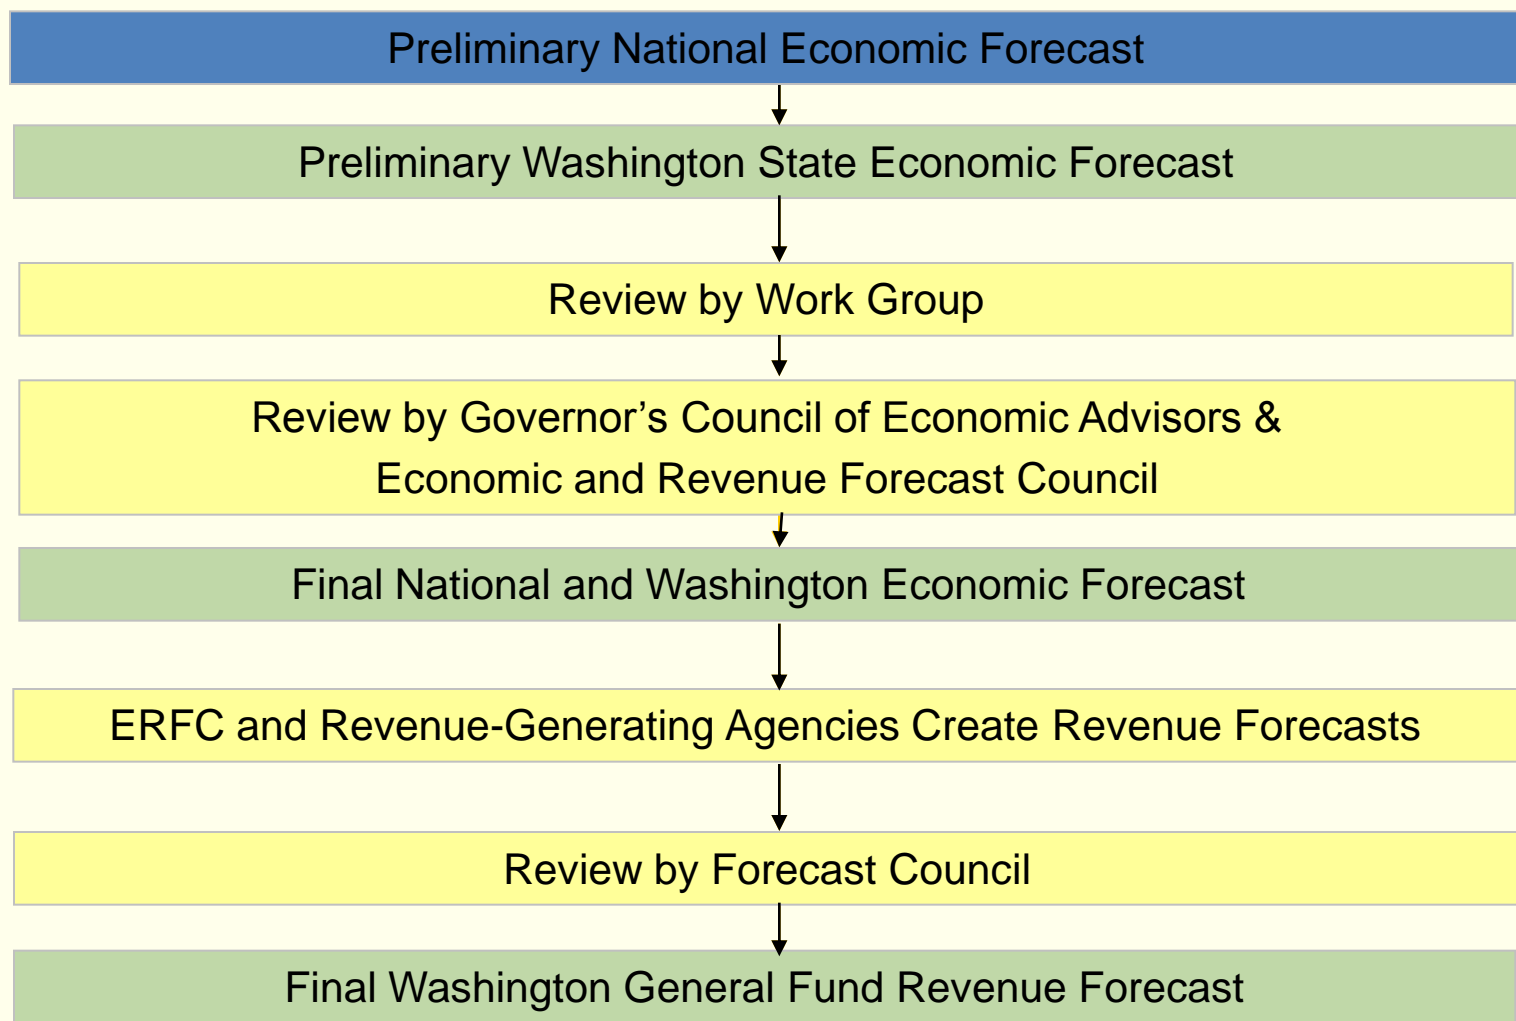 Preliminary National Economic Forecast
Preliminary Washington State Economic Forecast
Review by Work Group
Review by Governor’s Council of Economic Advisors &
Economic and Revenue Forecast Council
Final National and Washington Economic Forecast
ERFC and Revenue-Generating Agencies Create Revenue Forecasts
Review by Forecast Council
Final Washington General Fund Revenue Forecast